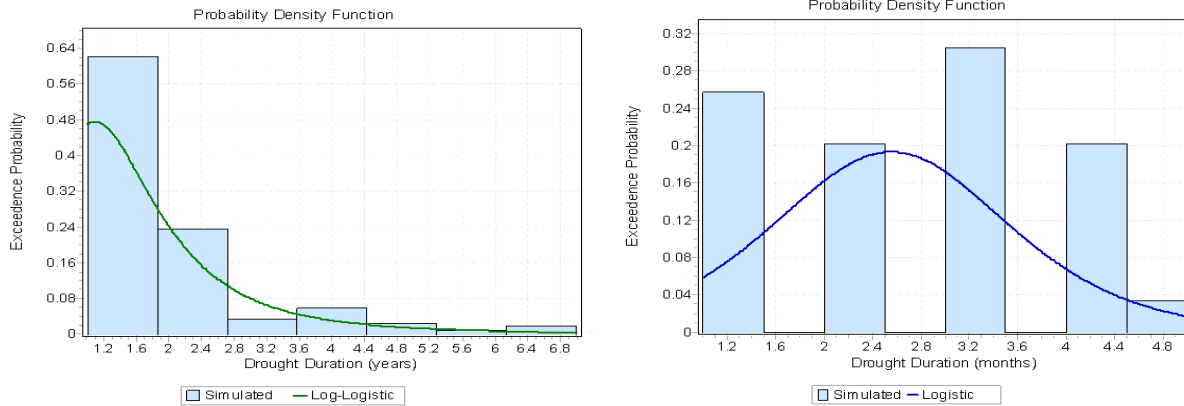 Probability Density Function
Exceedence Probability
0.64
0.56
0.48
0.4
0.32
0.24
0.16
0.08
0
1.2 1.6 2 2.4 2.8 3.2 3.6 4 4.4 4.8 5.2 5.6 6 6.4 6.8
Drought Duration (years)
Simulated Log-Logistic
Probability Density Function
Exceedence Probability
0.32
0.28
0.24
0.2
0.16
0.12
0.08
0.04
0
1.2 1.6 2 2.4 2.8 3.2 3.6 4 4.4 4.8
Drought Duration (months)
Simulated Logistic